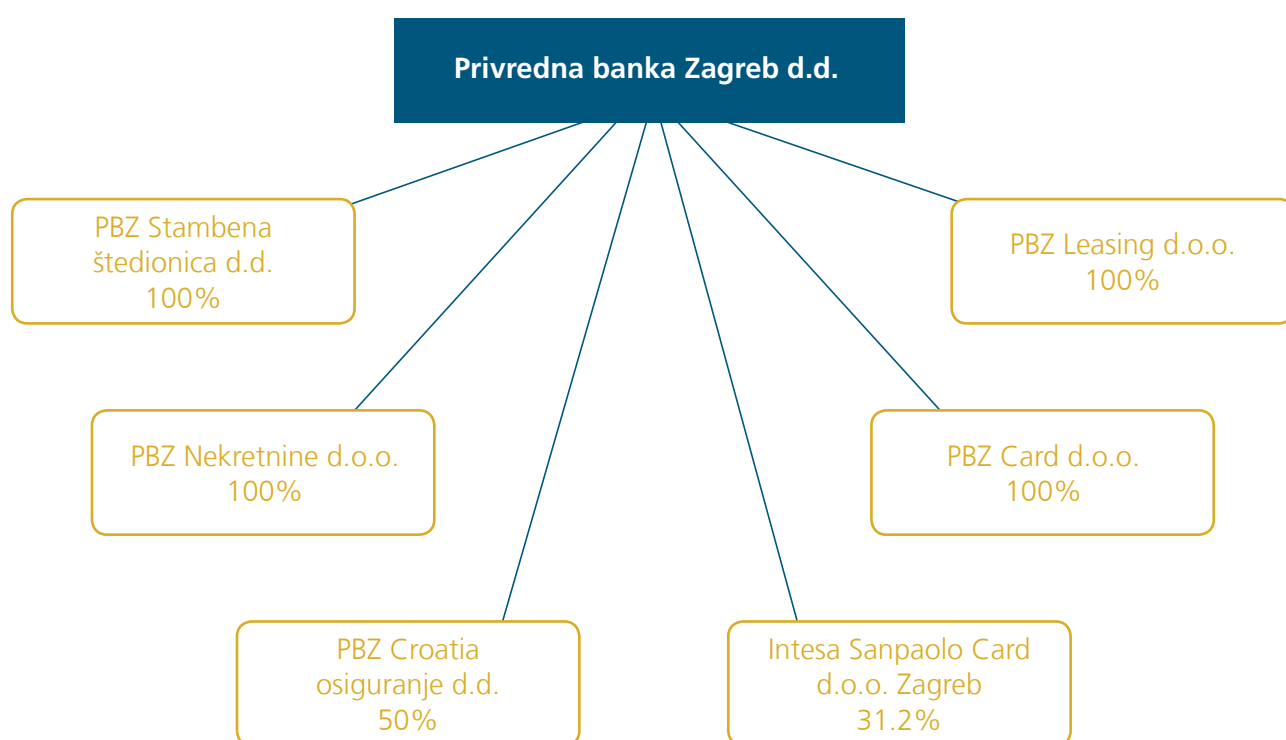 Privredna banka Zagreb d.d.
PBZ Stambena
štedionica d.d.
100%
PBZ Leasing d.o.o.
100%
PBZ Nekretnine d.o.o.
100%
PBZ Card d.o.o.
100%
PBZ Croatia
osiguranje d.d.
50%
Intesa Sanpaolo Card
d.o.o. Zagreb
31.2%